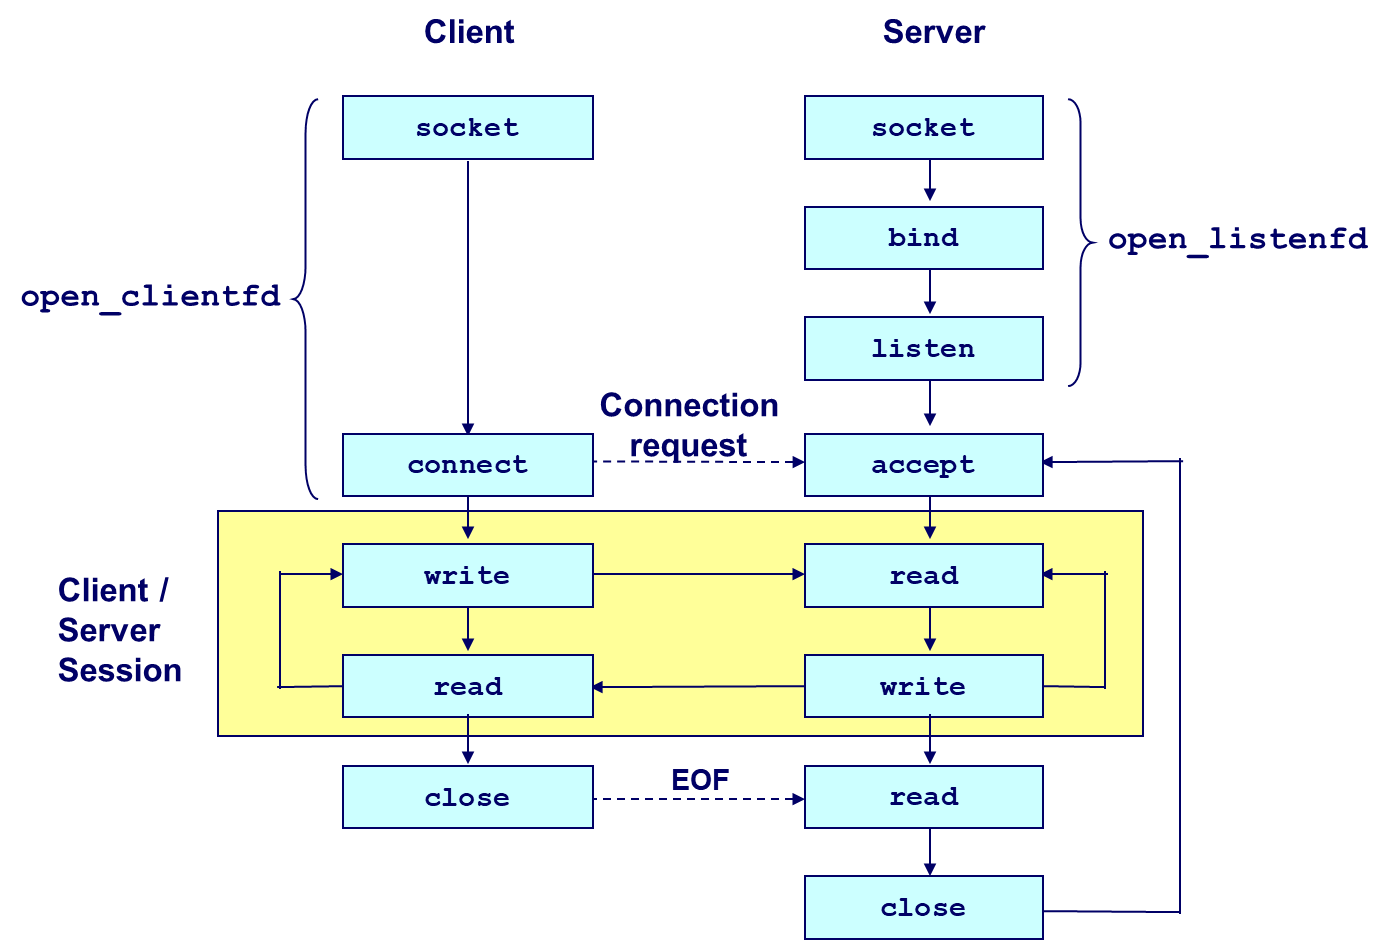 Client
Server
socket
socket
bind
open_listenfd
open_clientfd
listen
Connection
request
connect
accept
Client /
Server
Session
write
read
read
write
close
EOF
read
close